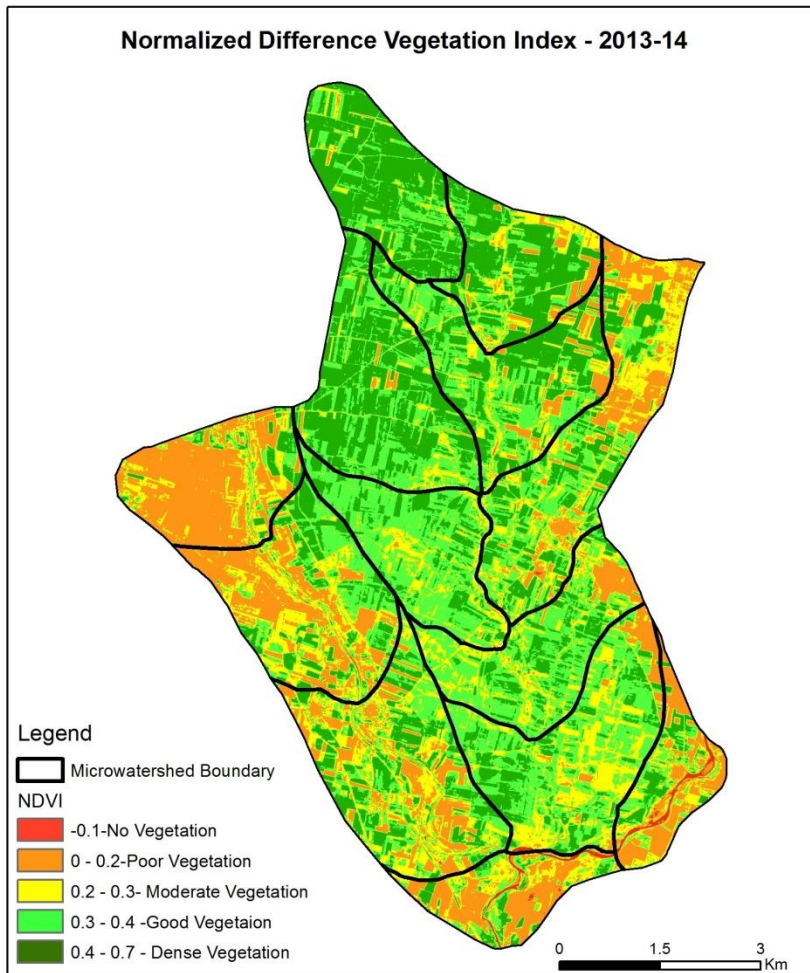 Normalized Difference Vegetation Index - 2013-14
Legend
Microwatershed Boundary
NDVI
-0.1-No Vegetation
0 - 0.2-Poor Vegetation
0.2 - 0.3- Moderate Vegetation
0.3 - 0.4 -Good Vegetaion
0.4 - 0.7 - Dense Vegetation
0 1.5 3
Km